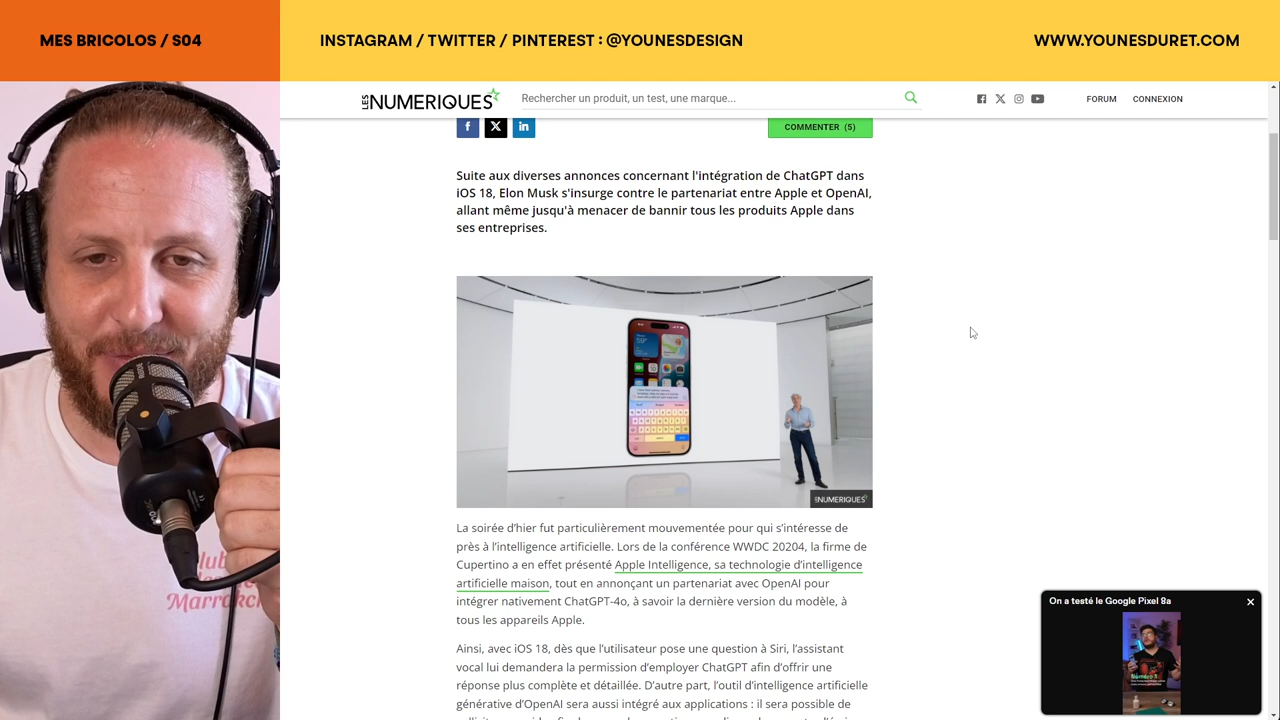 MES BRICOLOS / S04
INSTAGRAM / TWITTER / PINTEREST : @YOUNESDESIGN
WWW.YOUNESDURET.COM
LES NUMERIQUES
Rechercher un produit, un test, une marque...
FORUM
CONNEXION
COMMENTER (5)
Suite aux diverses annonces concernant l'intégration de ChatGPT dans
iOS 18, Elon Musk s'insurge contre le partenariat entre Apple et OpenAI,
allant même jusqu'à menacer de bannir tous les produits Apple dans
ses entreprises.
LES NUMERIQUES
La soirée d’hier fut particulièrement mouvementée pour qui s’intéresse de
près à l’intelligence artificielle. Lors de la conférence WWDC 20204, la firme de
Cupertino a en effet présenté Apple Intelligence, sa technologie d’intelligence
artificielle maison, tout en annonçant un partenariat avec OpenAI pour
intégrer nativement ChatGPT-4o, à savoir la dernière version du modèle, à
tous les appareils Apple.
Ainsi, avec iOS 18, dès que l’utilisateur pose une question à Siri, l’assistant
vocal lui demandera la permission d’employer ChatGPT afin d’offrir une
réponse plus complète et détaillée. D’autre part, l’outil d’intelligence artificielle
générative d’OpenAI sera aussi intégré aux applications : il sera possible de
On a testé le Google Pixel 8a
Numéro 1